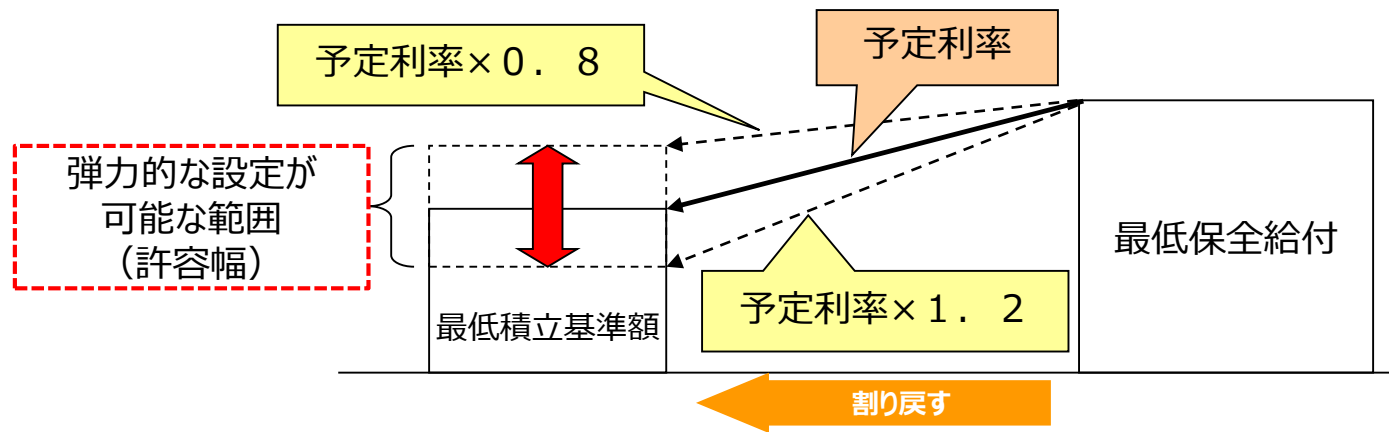 予定利率×０．８
予定利率
弾力的な設定が
可能な範囲
（許容幅）
最低保全給付
予定利率×１．２
最低積立基準額
割り戻す